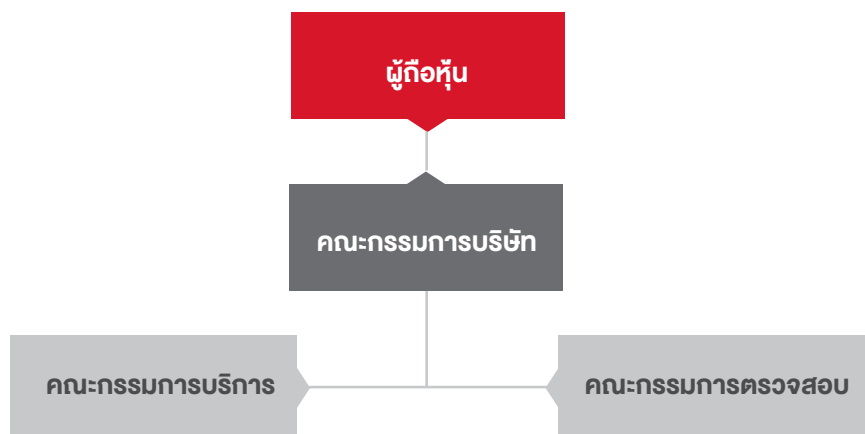 ผู้ถือหุ้น
คณะกรรมการบริษัท
คณะกรรมการบริการ
คณะกรรมการตรวจสอบ